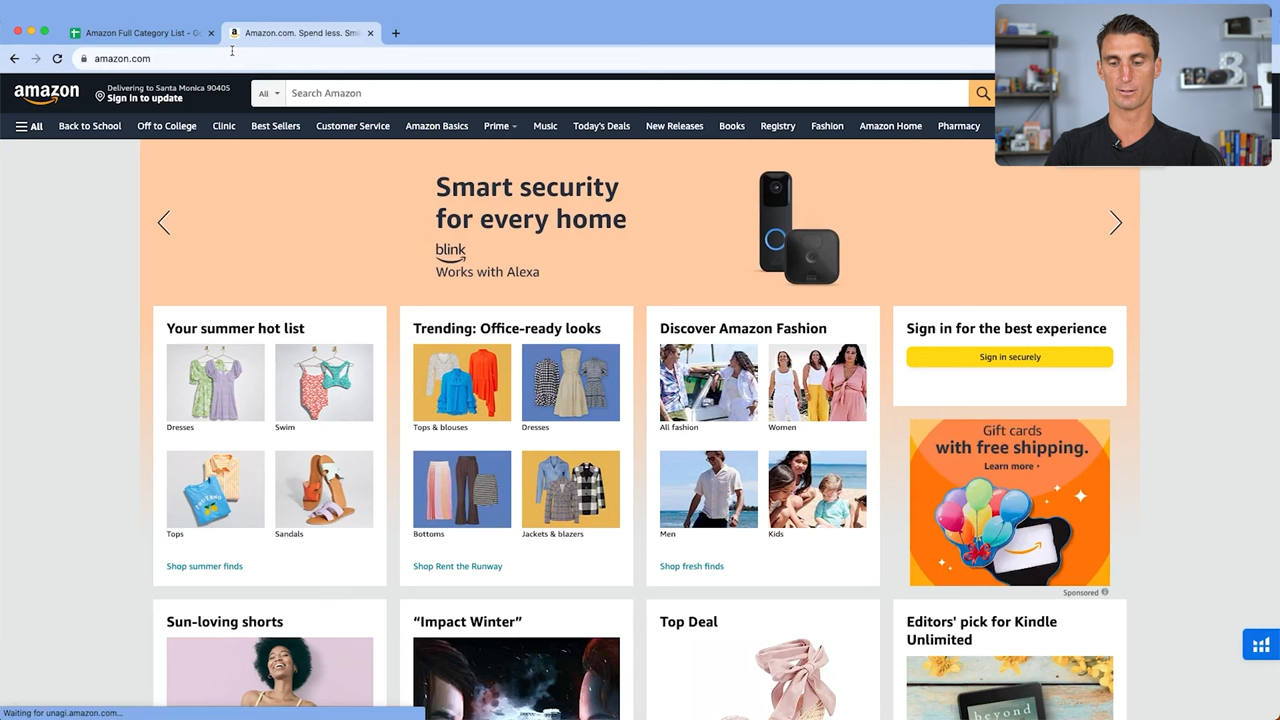 Amazon Full Category List - Go
Amazon.com. Spend less. Smi
amazon.com
amazon
Delivering to Santa Monica 90405
Sign in to update
All
Search Amazon
All
Back to School
Off to College
Clinic
Best Sellers
Customer Service
Amazon Basics
Prime
Music
Today's Deals
New Releases
Books
Registry
Fashion
Amazon Home
Pharmacy
Smart security
for every home
blink
Works with Alexa
Your summer hot list
Dresses
Swim
Tops
Sandals
Shop summer finds
Trending: Office-ready looks
Tops & blouses
Dresses
Bottoms
Jackets & blazers
Shop Rent the Runway
Discover Amazon Fashion
All fashion
Women
Men
Kids
Shop fresh finds
Sign in for the best experience
Sign in securely
Gift cards
with free shipping.
Learn more
Sponsored
Sun-loving shorts
“Impact Winter”
Top Deal
Editors' pick for Kindle
Unlimited
beyond
Waiting for unagi.amazon.com...